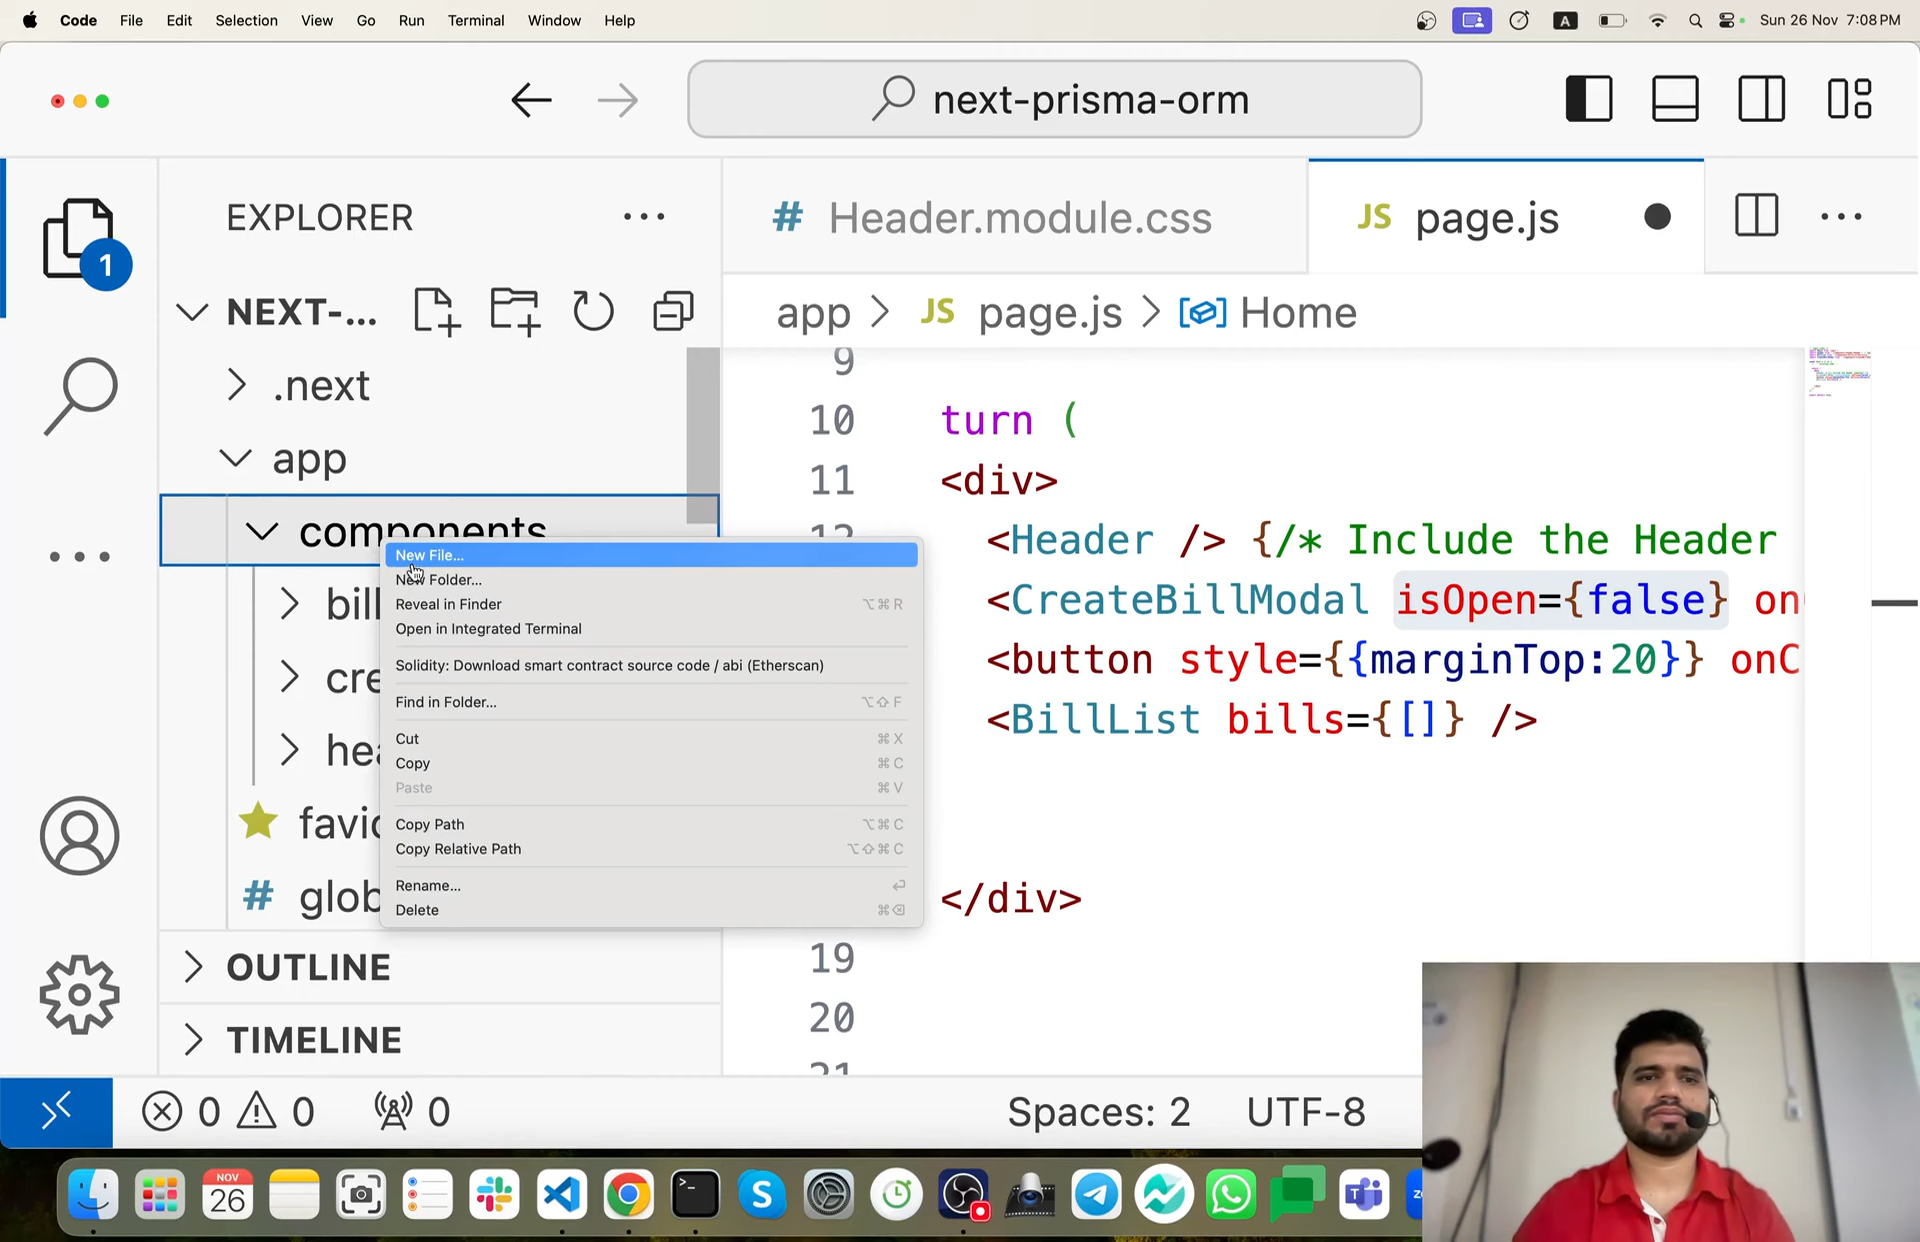 Code File Edit Selection View Go Run Terminal Window Help
A Sun 26 Nov 7:08 PM
next-prisma-orm
EXPLORER
1
NEXT-...
.next
app
components
bill
cre
hea
favic
glob
OUTLINE
TIMELINE
New File...
New Folder...
Reveal in Finder ⌥⌘R
Open in Integrated Terminal
Solidity: Download smart contract source code / abi (Etherscan)
Find in Folder... ⌥⇧F
Cut ⌘X
Copy ⌘C
Paste ⌘V
Copy Path ⌥⌘C
Copy Relative Path ⌥⇧⌘C
Rename... ⏎
Delete ⌘⌫
# Header.module.css
JS page.js
app > JS page.js > Home
9
10 turn (
11 <div>
12 <Header /> {/* Include the Header
<CreateBillModal isOpen={false} on
<button style={{marginTop:20}} onC
<BillList bills={[]} />
</div>
19
20
21
0 0 0
Spaces: 2 UTF-8
NOV
26
S
T